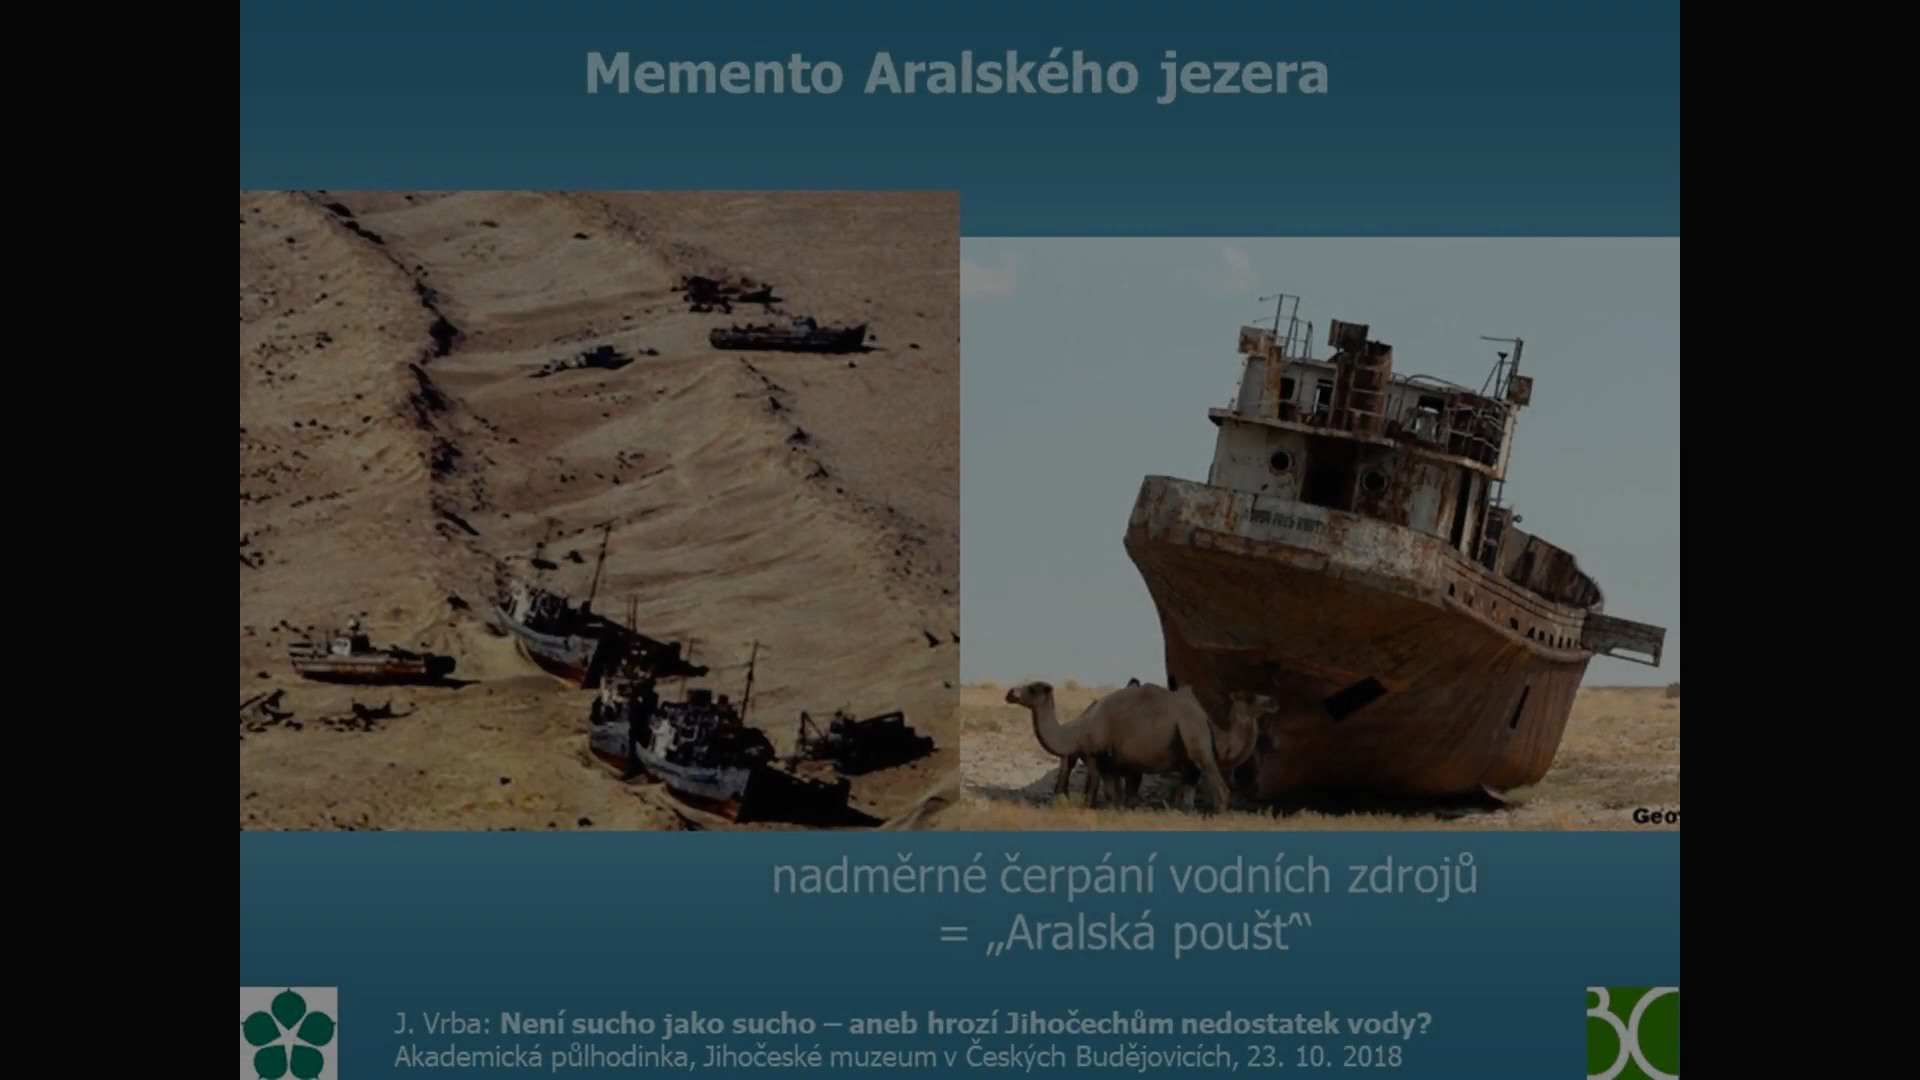 Memento Aralského jezera
Geo
nadměrné čerpání vodních zdrojů
= „Aralská poušť“
J. Vrba: Není sucho jako sucho – aneb hrozí Jihočechům nedostatek vody?
Akademická půlhodinka, Jihočeské muzeum v Českých Budějovicích, 23. 10. 2018